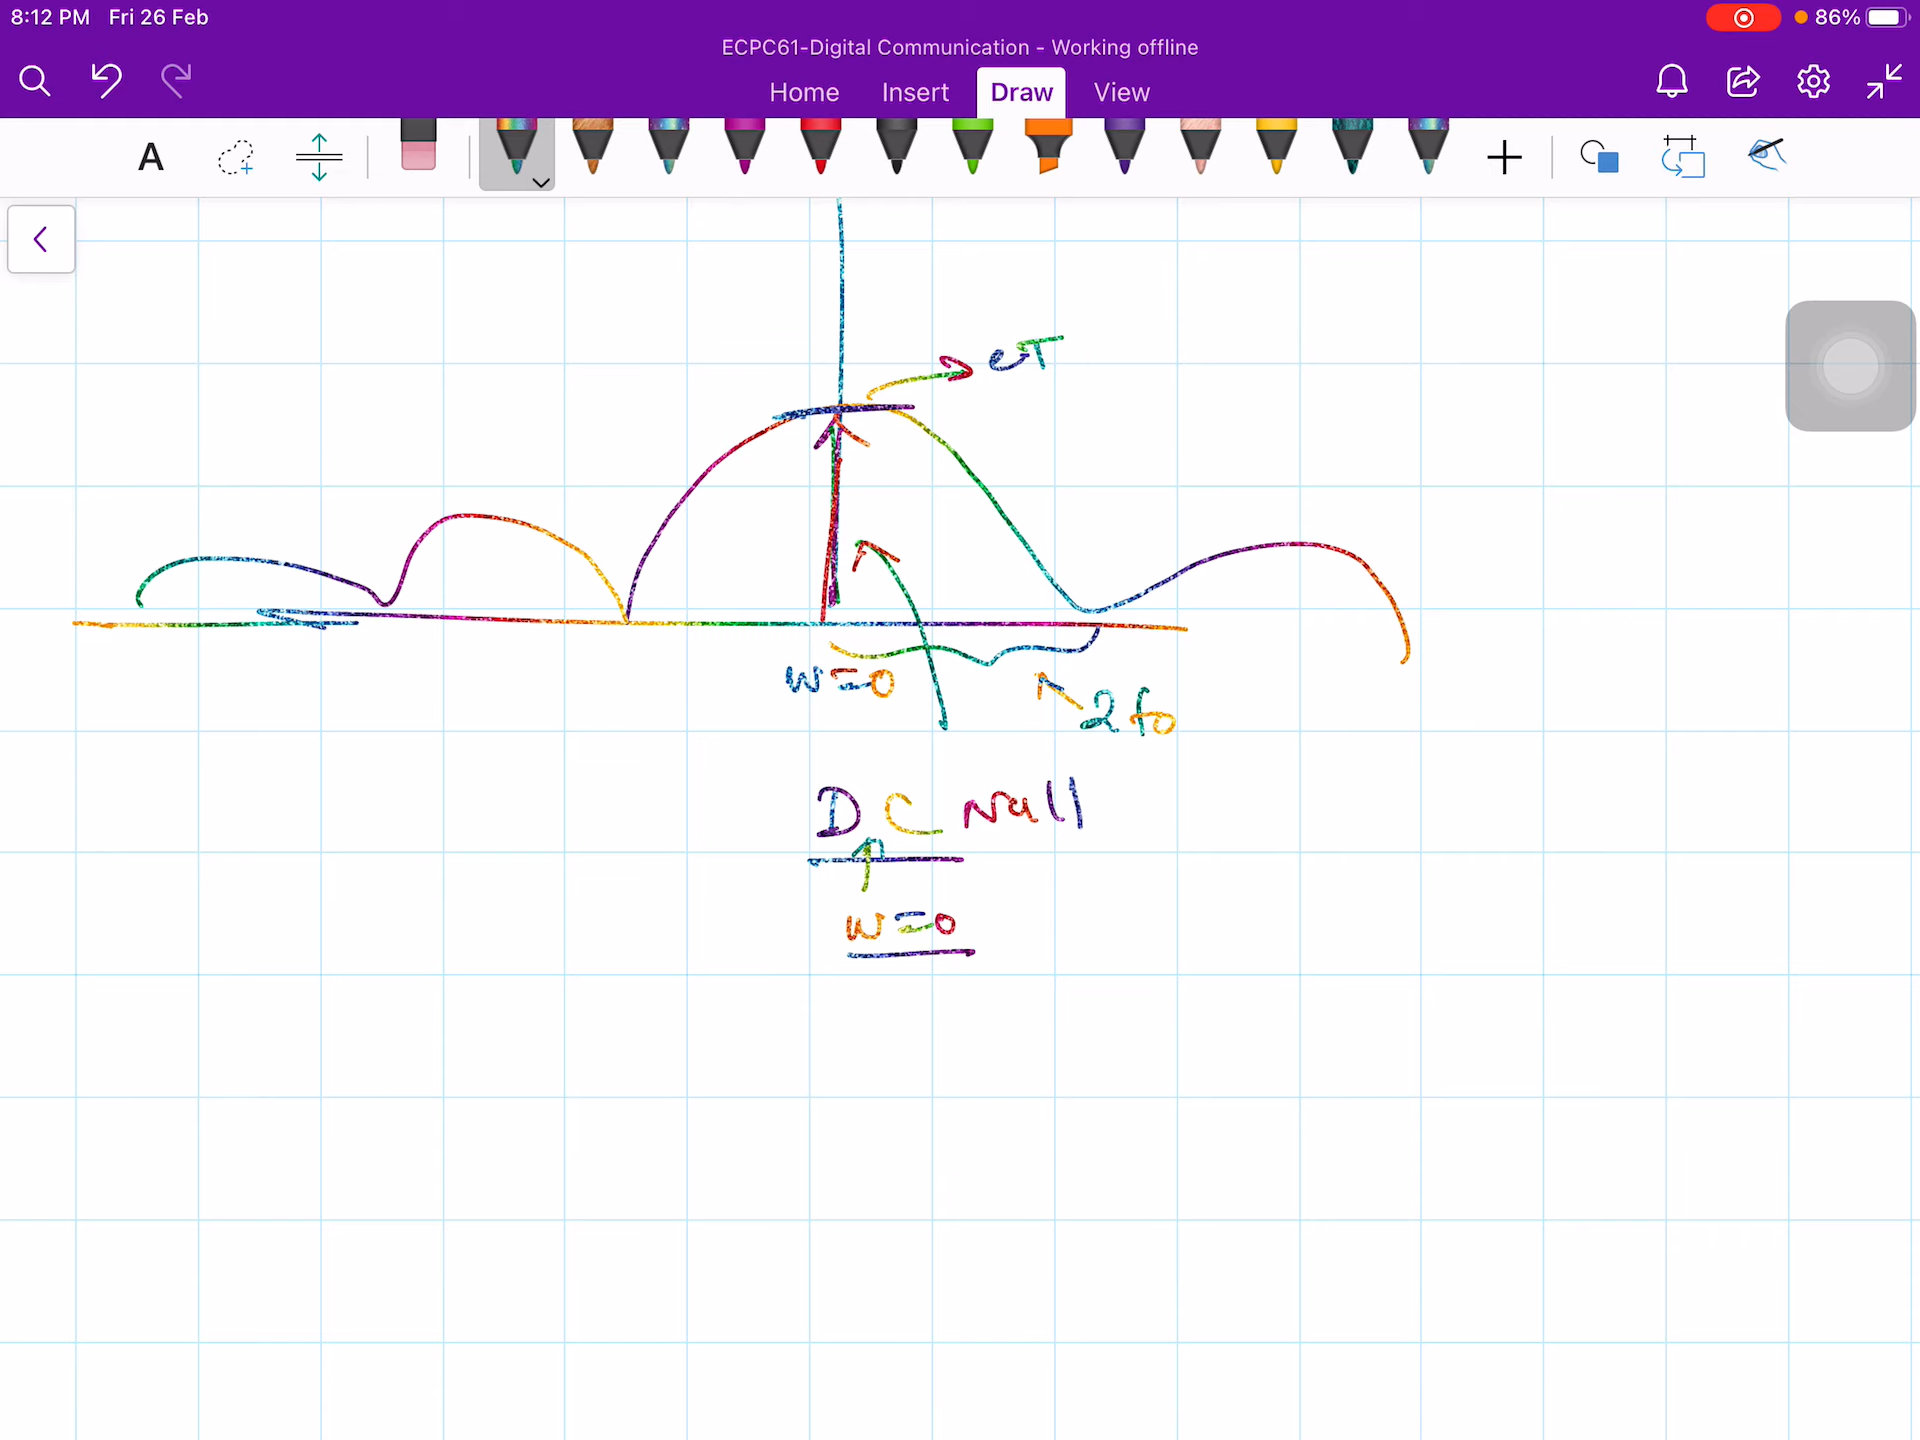 8:12 PM Fri 26 Feb
86%
ECPC61-Digital Communication - Working offline
Home Insert Draw View
A
eT
w=0
2fo
DC Null
w=0